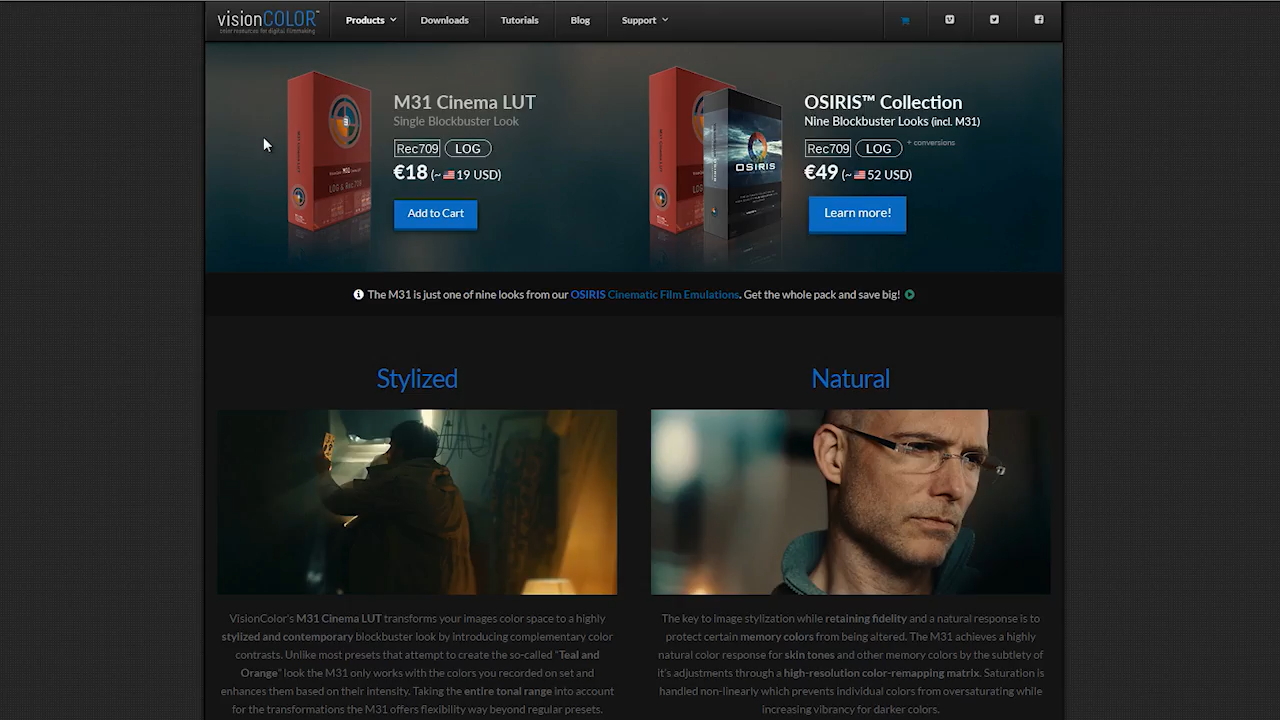 visionCOLOR™
color resources for digital filmmaking
Products
Downloads
Tutorials
Blog
Support
M31 Cinema LUT
Single Blockbuster Look
Rec709 LOG
€18 (~ 19 USD)
Add to Cart
LOG & Rec709
OSIRIS™ Collection
Nine Blockbuster Looks (incl. M31)
Rec709 LOG + conversions
€49 (~ 52 USD)
Learn more!
OSIRIS
The M31 is just one of nine looks from our OSIRIS Cinematic Film Emulations. Get the whole pack and save big!
Stylized
VisionColor's M31 Cinema LUT transforms your images color space to a highly
stylized and contemporary blockbuster look by introducing complementary color
contrasts. Unlike most presets that attempt to create the so-called "Teal and
Orange" look the M31 only works with the colors you recorded on set and
enhances them based on their intensity. Taking the entire tonal range into account
for the transformations the M31 offers flexibility way beyond regular presets.
Natural
The key to image stylization while retaining fidelity and a natural response is to
protect certain memory colors from being altered. The M31 achieves a highly
natural color response for skin tones and other memory colors by the subtlety of
it's adjustments through a high-resolution color-remapping matrix. Saturation is
handled non-linearly which prevents individual colors from oversaturating while
increasing vibrancy for darker colors.